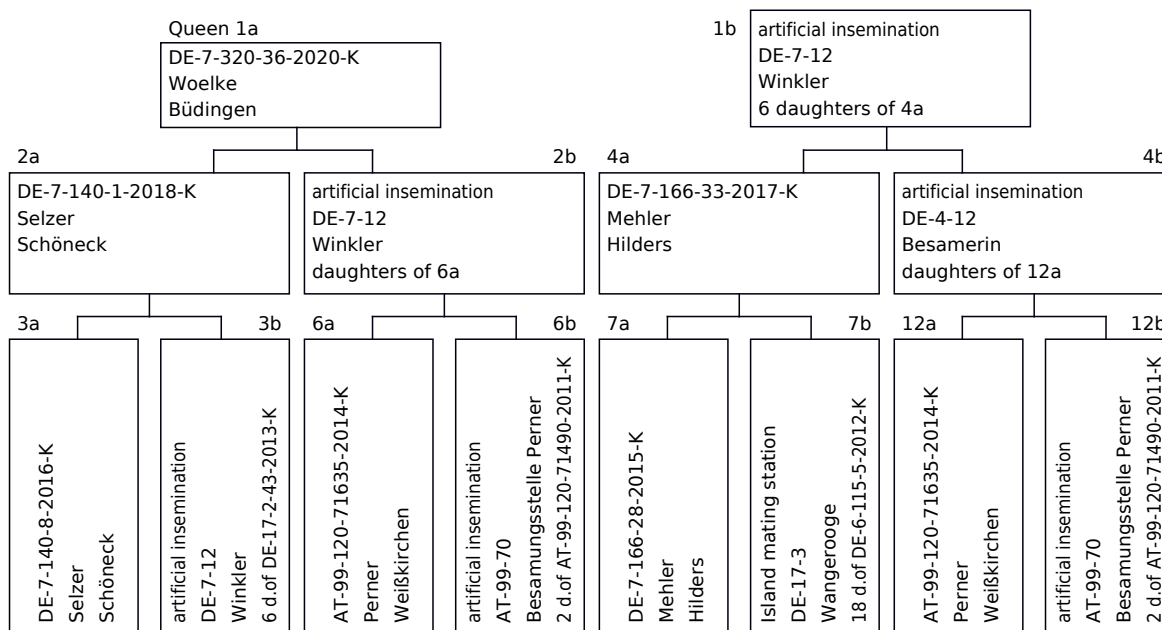 Queen 1a
DE-7-320-36-2020-K
Woelke
Büdingen
1b
artificial insemination
DE-7-12
Winkler
6 daughters of 4a
2a
DE-7-140-1-2018-K
Selzer
Schöneck
2b
artificial insemination
DE-7-12
Winkler
daughters of 6a
4a
DE-7-166-33-2017-K
Mehler
Hilders
4b
artificial insemination
DE-4-12
Besamerin
daughters of 12a
3a
DE-7-140-8-2016-K
Selzer
Schöneck
3b
artificial insemination
DE-7-12
Winkler
6 d.of DE-17-2-43-2013-K
6a
AT-99-120-71635-2014-K
Perner
Weißkirchen
6b
artificial insemination
AT-99-70
Besamungsstelle Perner
2 d.of AT-99-120-71490-2011-K
7a
DE-7-166-28-2015-K
Mehler
Hilders
7b
Island mating station
DE-17-3
Wangerooge
18 d.of DE-6-115-5-2012-K
12a
AT-99-120-71635-2014-K
Perner
Weißkirchen
12b
artificial insemination
AT-99-70
Besamungsstelle Perner
2 d.of AT-99-120-71490-2011-K